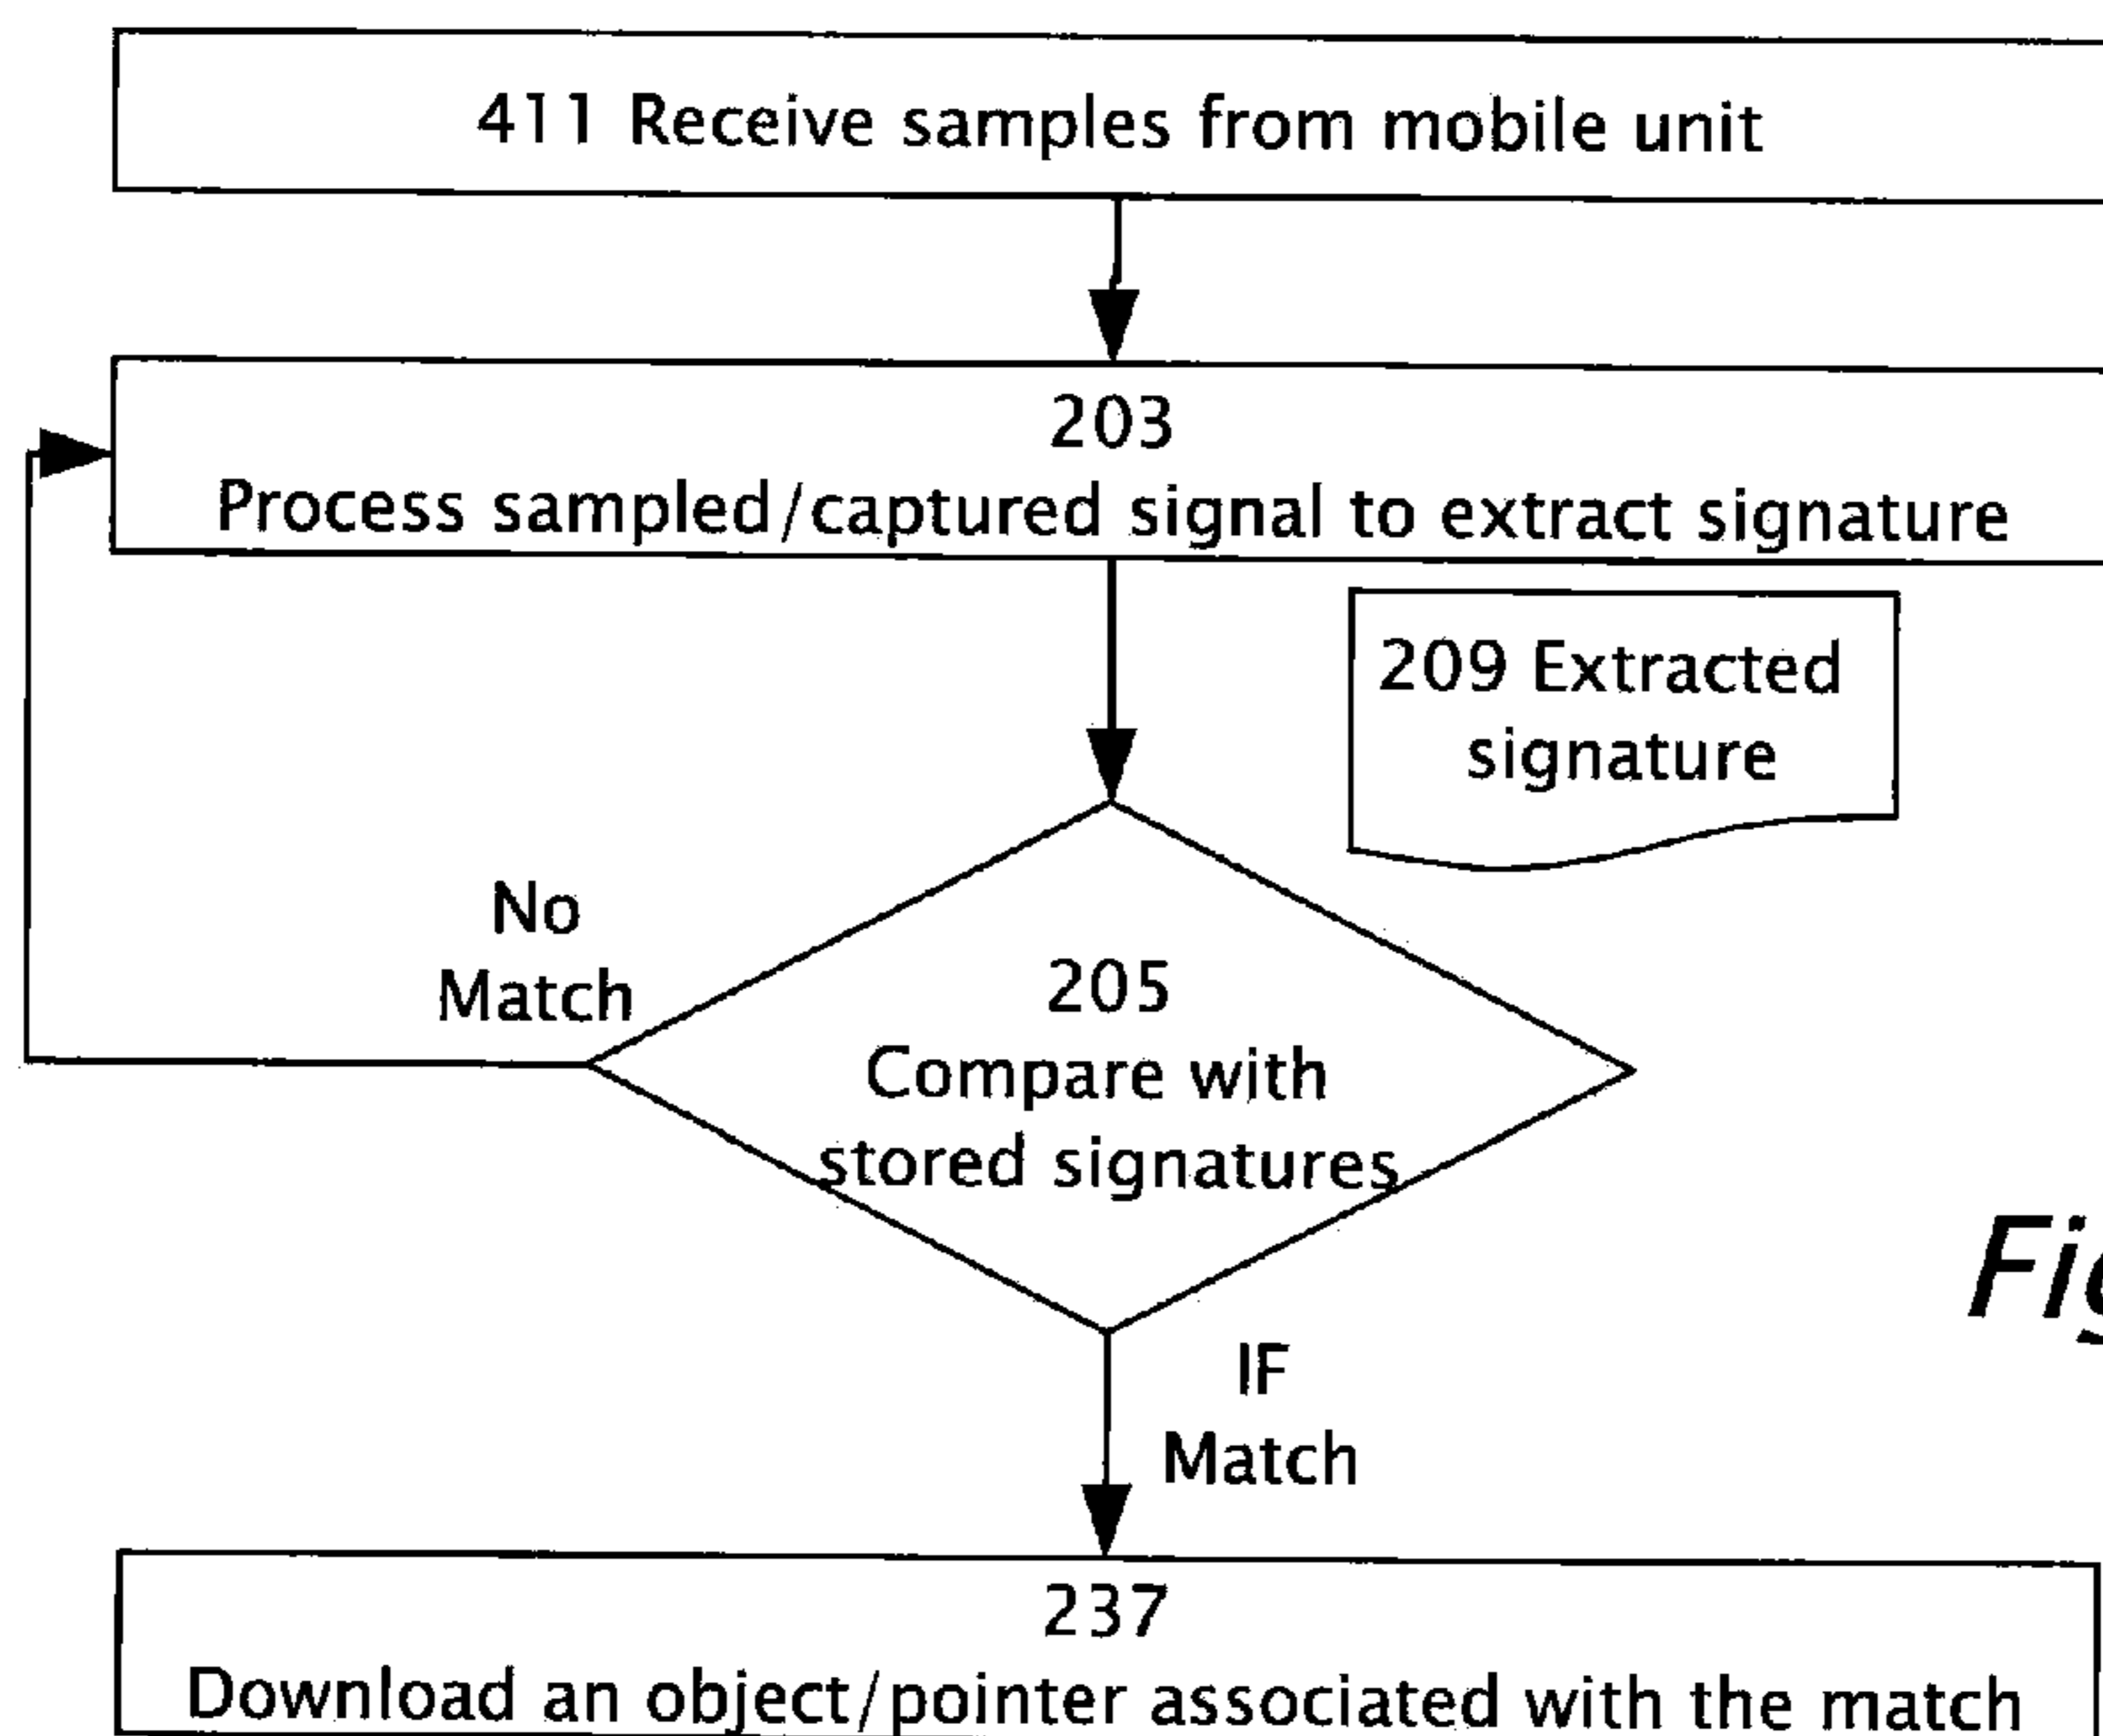 411 Receive samples from mobile unit
203
Process sampled/captured signal to extract signature
209 Extracted
signature
No
Match
205
Compare with
stored signatures
IF
Match
237
Download an object/pointer associated with the match